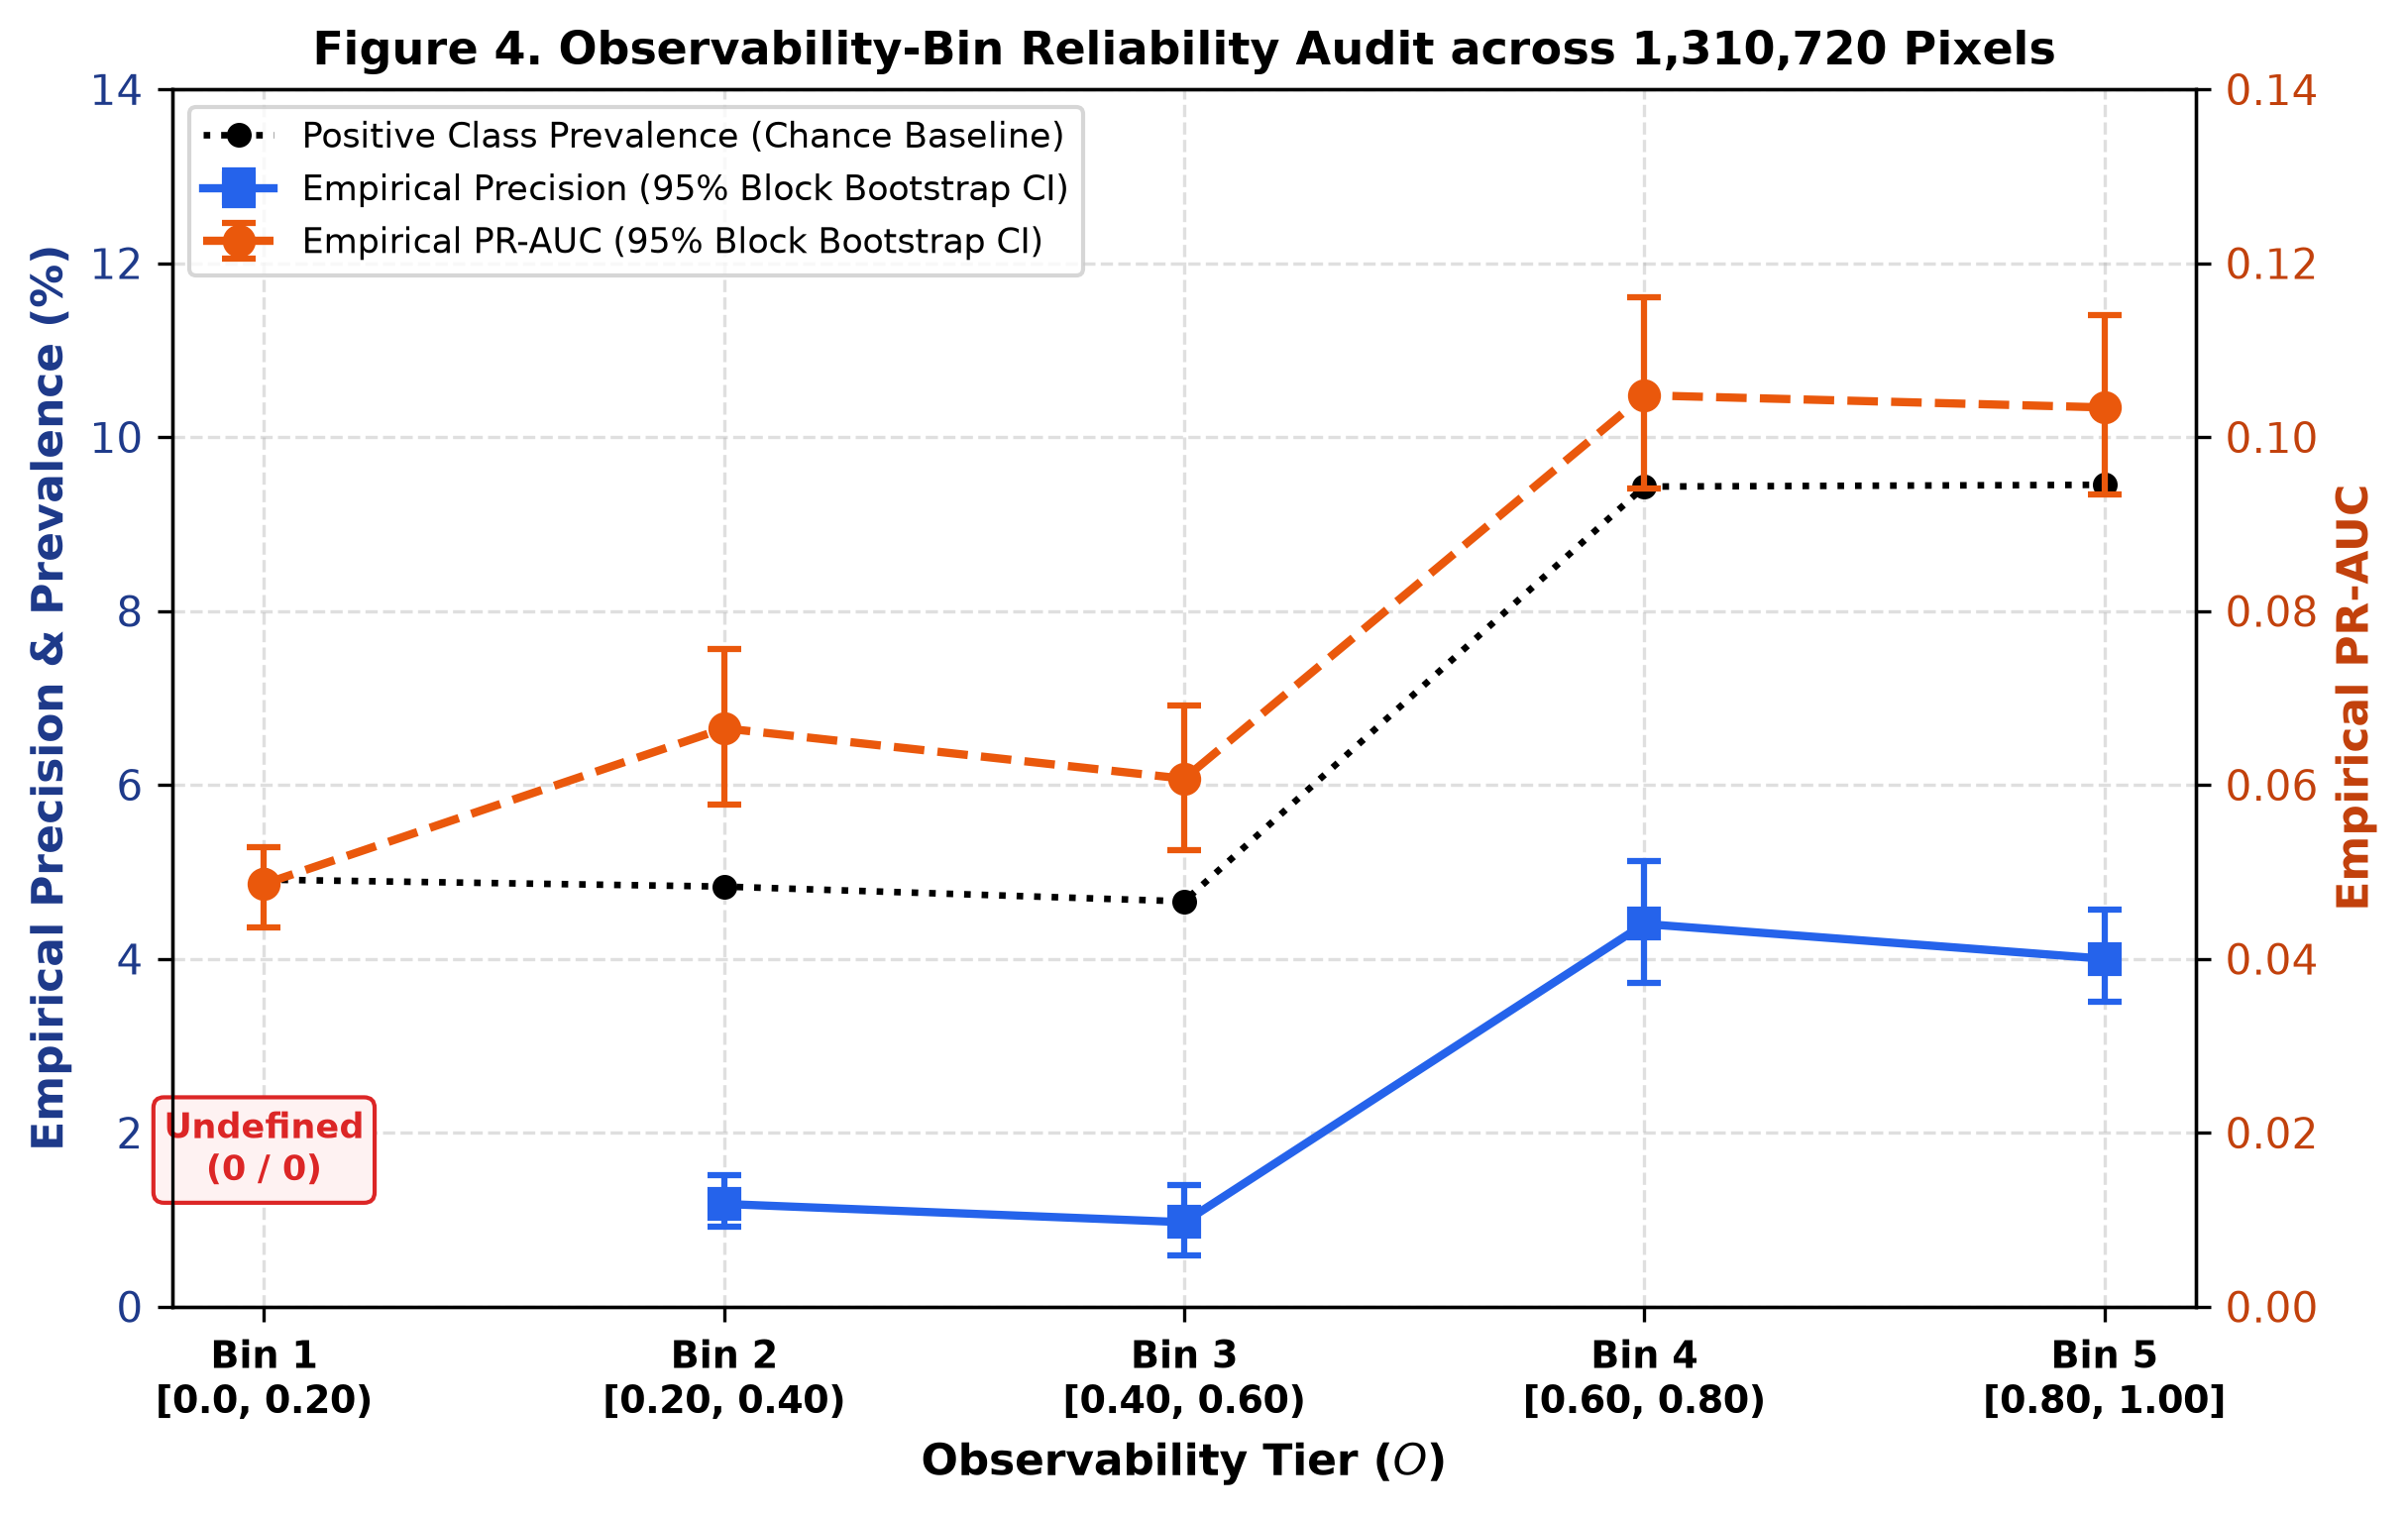 Figure 4. Observability-Bin Reliability Audit across 1,310,720 Pixels
Positive Class Prevalence (Chance Baseline)
Empirical Precision (95% Block Bootstrap CI)
Empirical PR-AUC (95% Block Bootstrap CI)
Empirical Precision & Prevalence (%)
14
12
10
8
6
4
2
0
Undefined
(0 / 0)
0.14
0.12
0.10
0.08
0.06
0.04
0.02
0.00
Empirical PR-AUC
Bin 1
[0.0, 0.20)
Bin 2
[0.20, 0.40)
Bin 3
[0.40, 0.60)
Bin 4
[0.60, 0.80)
Bin 5
[0.80, 1.00]
Observability Tier (O)